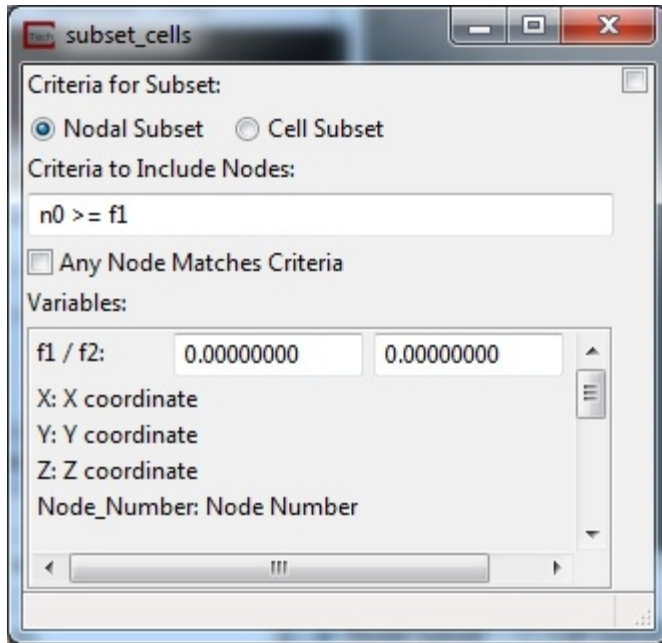 Tech subset_cells
Criteria for Subset:
Nodal Subset Cell Subset
Criteria to Include Nodes:
n0 >= f1
Any Node Matches Criteria
Variables:
f1 / f2: 0.00000000 0.00000000
X: X coordinate
Y: Y coordinate
Z: Z coordinate
Node_Number: Node Number